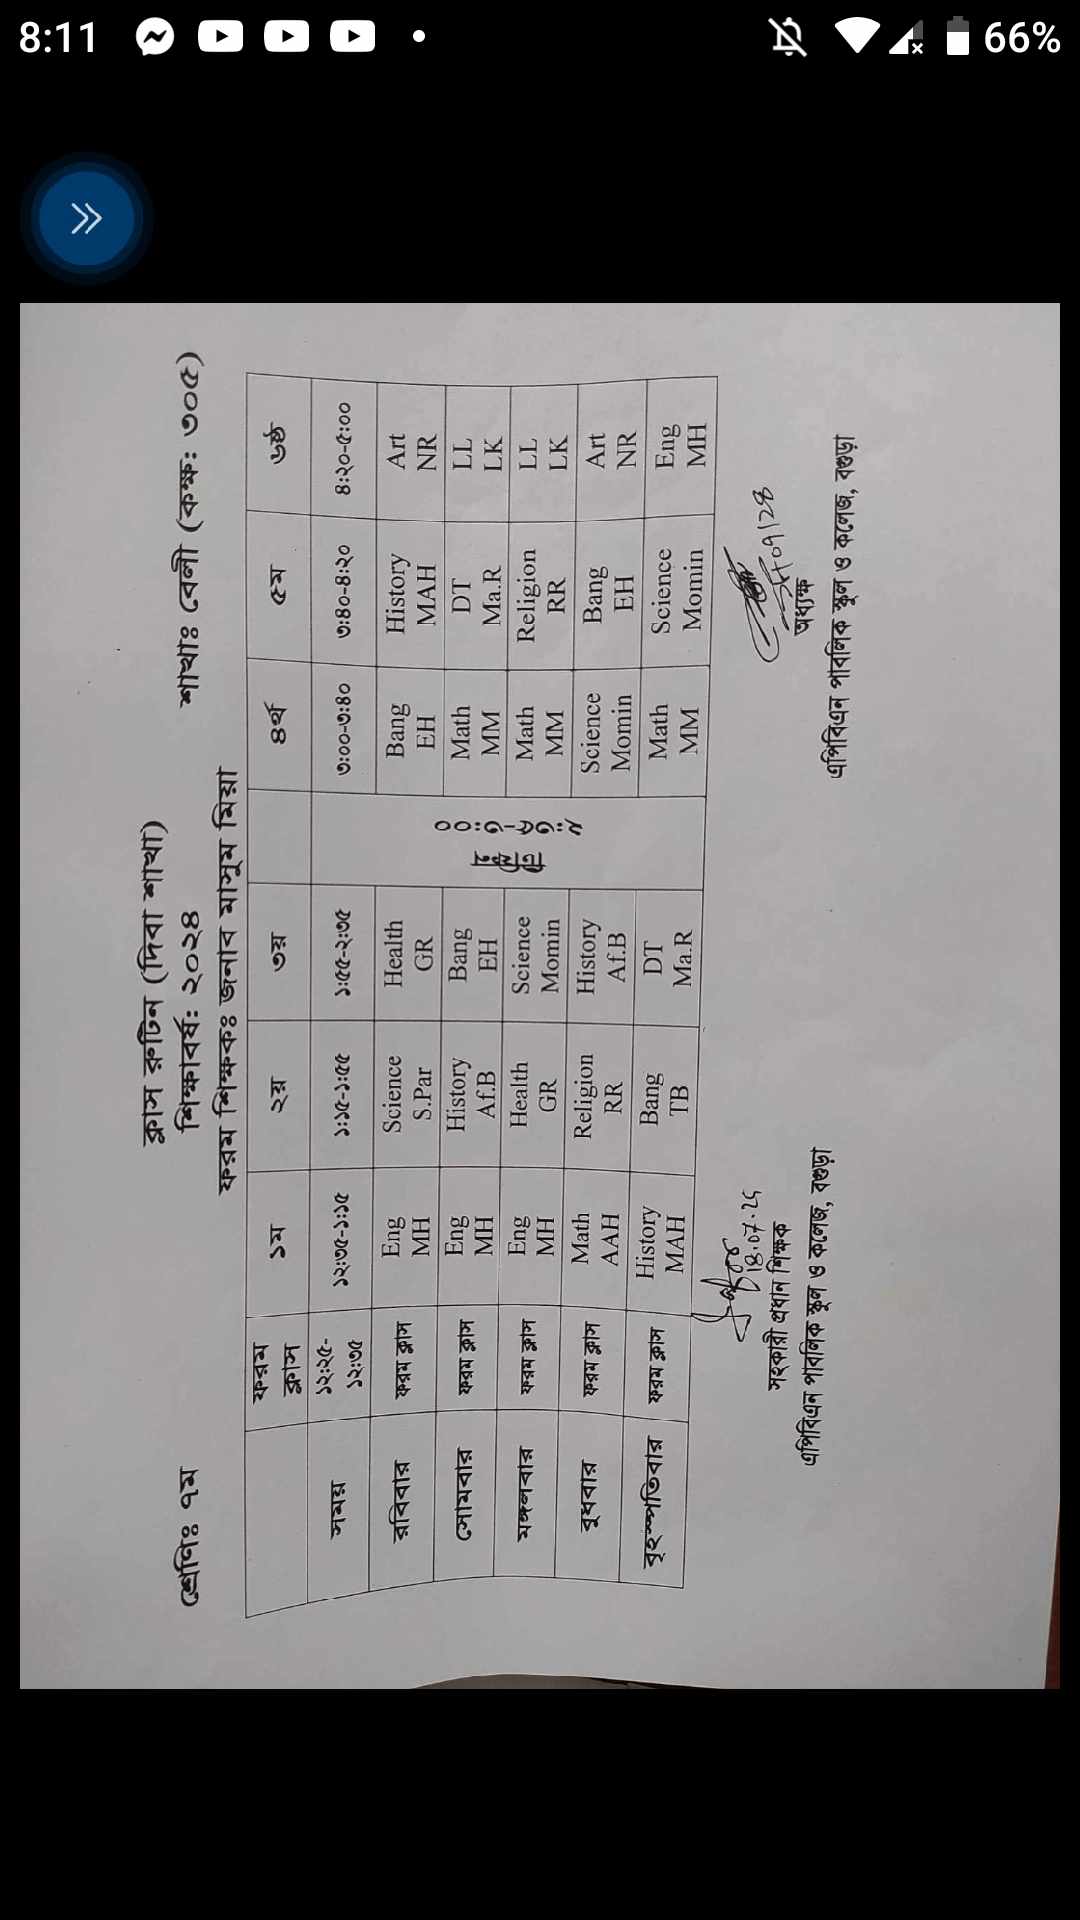 ক্লাস রুটিন (দিবা শাখা)
শ্রেণিঃ ৭ম শিক্ষাবর্ষ: ২০২৪ শাখাঃ বেলী (কক্ষ: ৩০৫)
ফরম শিক্ষকঃ জনাব মাসুম মিয়া
ফরম ক্লাস ১ম ২য় ৩য় ৪র্থ ৫ম ৬ষ্ঠ
সময় ১২:২৫-১২:৩৫ ১২:৩৫-১:১৫ ১:১৫-১:৫৫ ১:৫৫-২:৩৫ ৩:০০-৩:৪০ ৩:৪০-৪:২০ ৪:২০-৫:০০
টিফিন
২:৩৫-৩:০০
রবিবার ফরম ক্লাস Eng Science Health Bang History Art
MH S.Par GR EH MAH NR
সোমবার ফরম ক্লাস Eng History Bang Math DT LL
MH Af.B EH MM Ma.R LK
মঙ্গলবার ফরম ক্লাস Eng Health Science Math Religion LL
MH GR Momin MM RR LK
বুধবার ফরম ক্লাস Math Religion History Science Bang Art
AAH RR Af.B Momin EH NR
বৃহস্পতিবার ফরম ক্লাস History Bang DT Math Science Eng
MAH TB Ma.R MM Momin MH
সহকারী প্রধান শিক্ষক
এপিবিএন পাবলিক স্কুল ও কলেজ, বগুড়া
অধ্যক্ষ
এপিবিএন পাবলিক স্কুল ও কলেজ, বগুড়া
8:11
66%